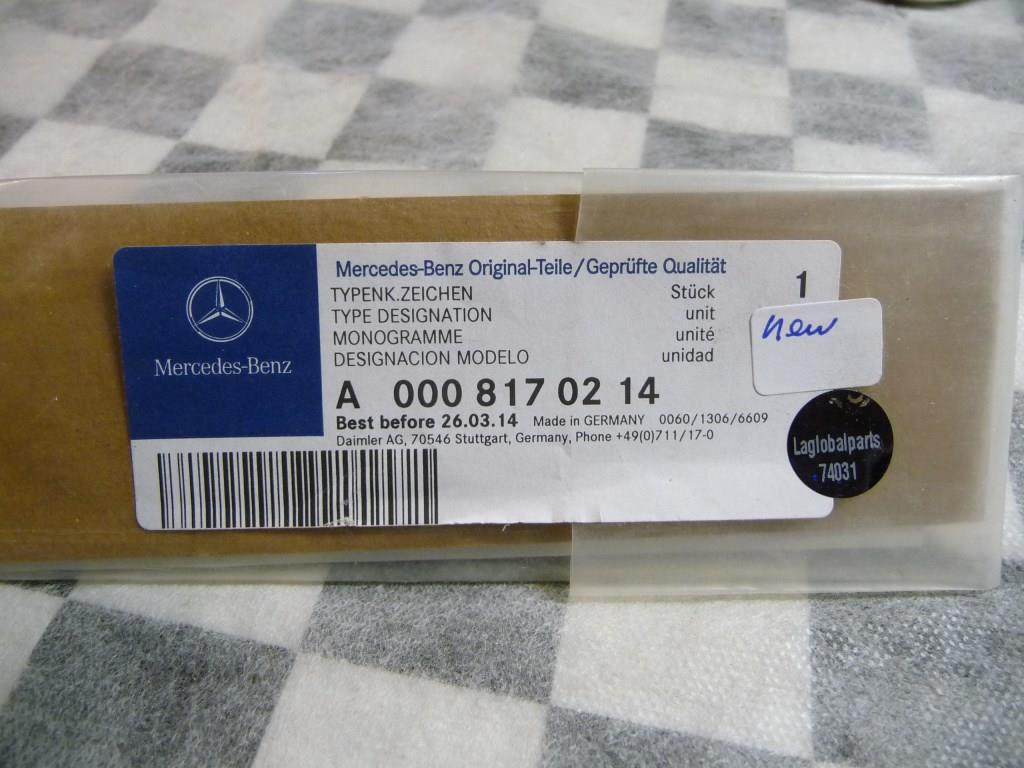 Mercedes-Benz Original-Teile/Geprüfte Qualität
TYPENK.ZEICHEN Stück 1
TYPE DESIGNATION unit
MONOGRAMME unité
DESIGNACION MODELO unidad
A 000 817 02 14
Best before 26.03.14 Made in GERMANY 0060/1306/6609
Daimler AG, 70546 Stuttgart, Germany, Phone +49(0)711/17-0
Mercedes-Benz
new
Laglobalparts
74031